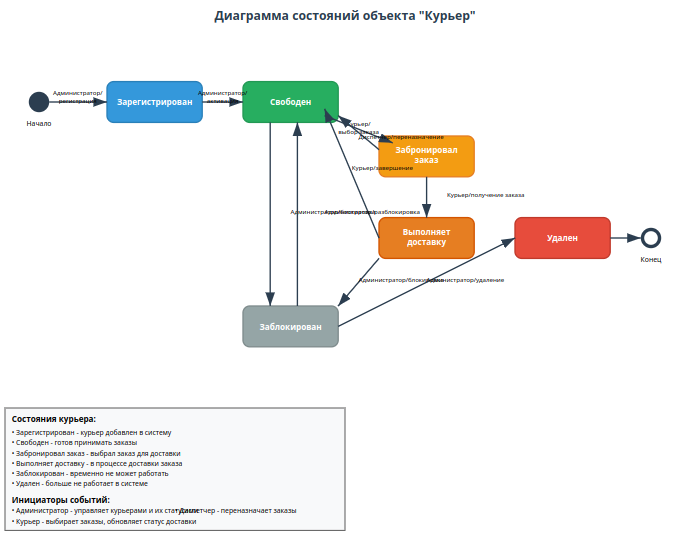 Диаграмма состояний объекта "Курьер"
Начало
Администратор/
регистрация
Зарегистрирован
Администратор/
Свободен
Курьер/
выбор заказа
Диспетчер/переназначение
Забронировал
заказ
Курьер/завершение
Курьер/получение заказа
Администратор/блокировка
Администратор/разблокировка
Выполняет
доставку
Удален
Конец
Администратор/блокировка
Администратор/удаление
Заблокирован
Состояния курьера:
• Зарегистрирован - курьер добавлен в систему
• Свободен - готов принимать заказы
• Забронировал заказ - выбрал заказ для доставки
• Выполняет доставку - в процессе доставки заказа
• Заблокирован - временно не может работать
• Удален - больше не работает в системе
Инициаторы событий:
• Администратор - управляет курьерами и их статусами
• Диспетчер - переназначает заказы
• Курьер - выбирает заказы, обновляет статус доставки